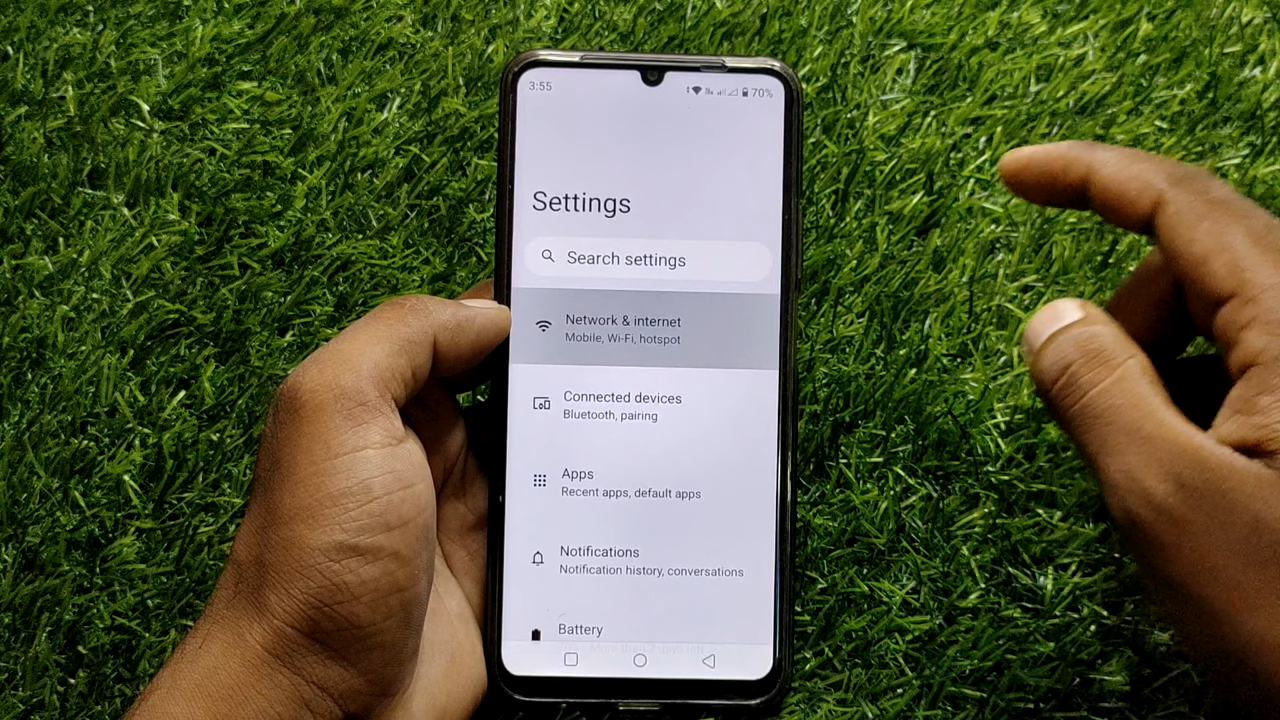 3:55
70%
Settings
Search settings
Network & internet
Mobile, Wi-Fi, hotspot
Connected devices
Bluetooth, pairing
Apps
Recent apps, default apps
Notifications
Notification history, conversations
Battery